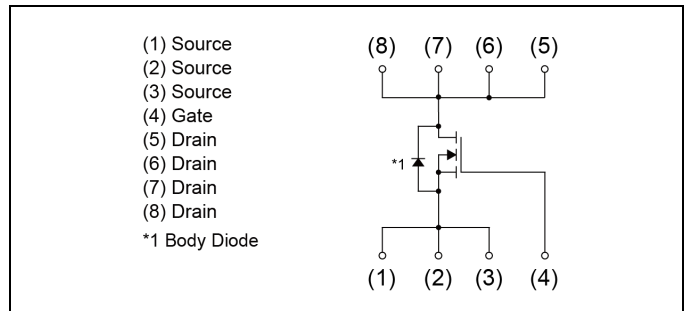 (1) Source
(2) Source
(3) Source
(4) Gate
(5) Drain
(6) Drain
(7) Drain
(8) Drain
*1 Body Diode
(8) (7) (6) (5)
*1
(1) (2) (3) (4)